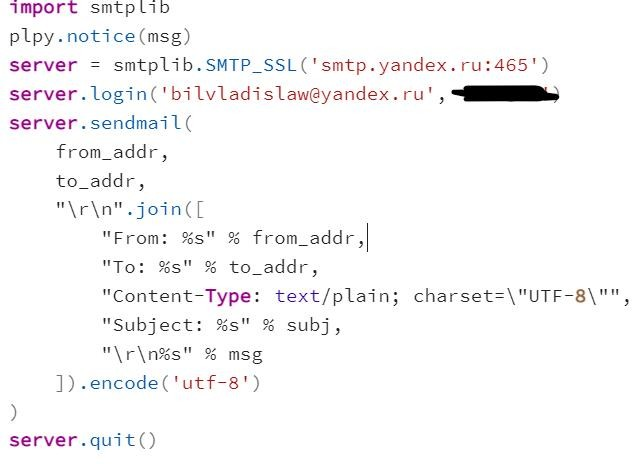 import smtplib
plpy.notice(msg)
server = smtplib.SMTP_SSL('smtp.yandex.ru:465')
server.login('bilvladislaw@yandex.ru', ')
server.sendmail(
    from_addr,
    to_addr,
    "\r\n".join([
        "From: %s" % from_addr,
        "To: %s" % to_addr,
        "Content-Type: text/plain; charset=\"UTF-8\"",
        "Subject: %s" % subj,
        "\r\n%s" % msg
    ]).encode('utf-8')
)
server.quit()